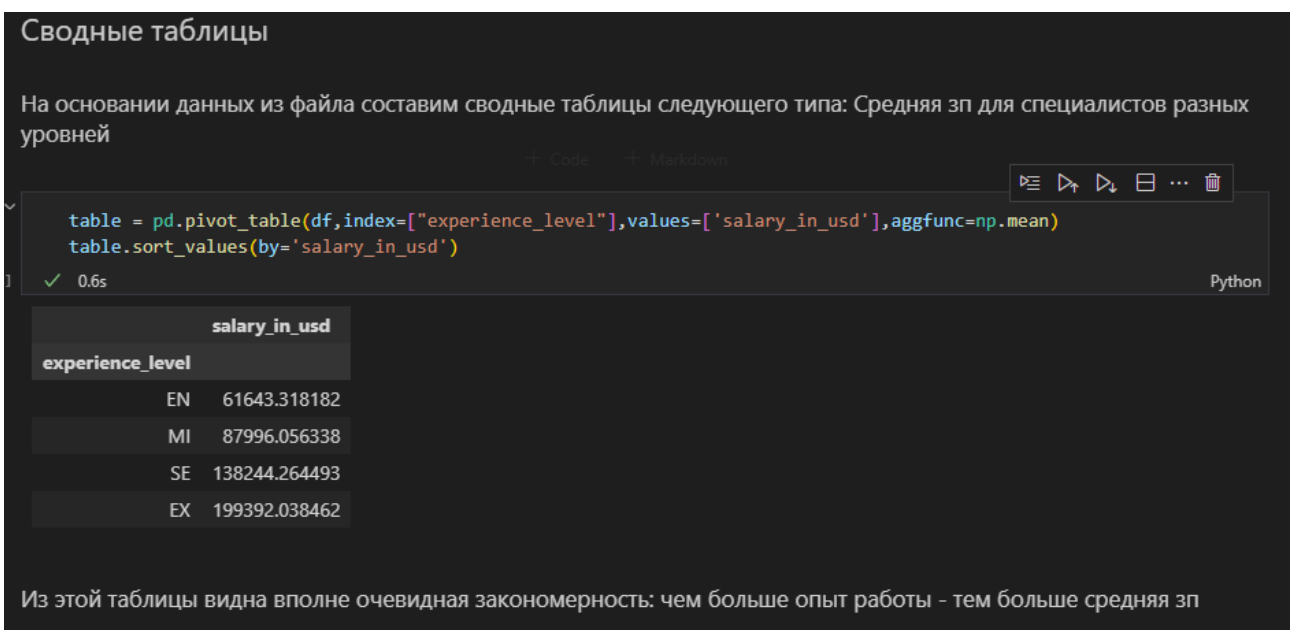 Сводные таблицы
На основании данных из файла составим сводные таблицы следующего типа: Средняя зп для специалистов разных
уровней
+ Code + Markdown
table = pd.pivot_table(df,index=["experience_level"],values=['salary_in_usd'],aggfunc=np.mean)
table.sort_values(by='salary_in_usd')
] ✓ 0.6s Python
salary_in_usd
experience_level
EN 61643.318182
MI 87996.056338
SE 138244.264493
EX 199392.038462
Из этой таблицы видна вполне очевидная закономерность: чем больше опыт работы - тем больше средняя зп